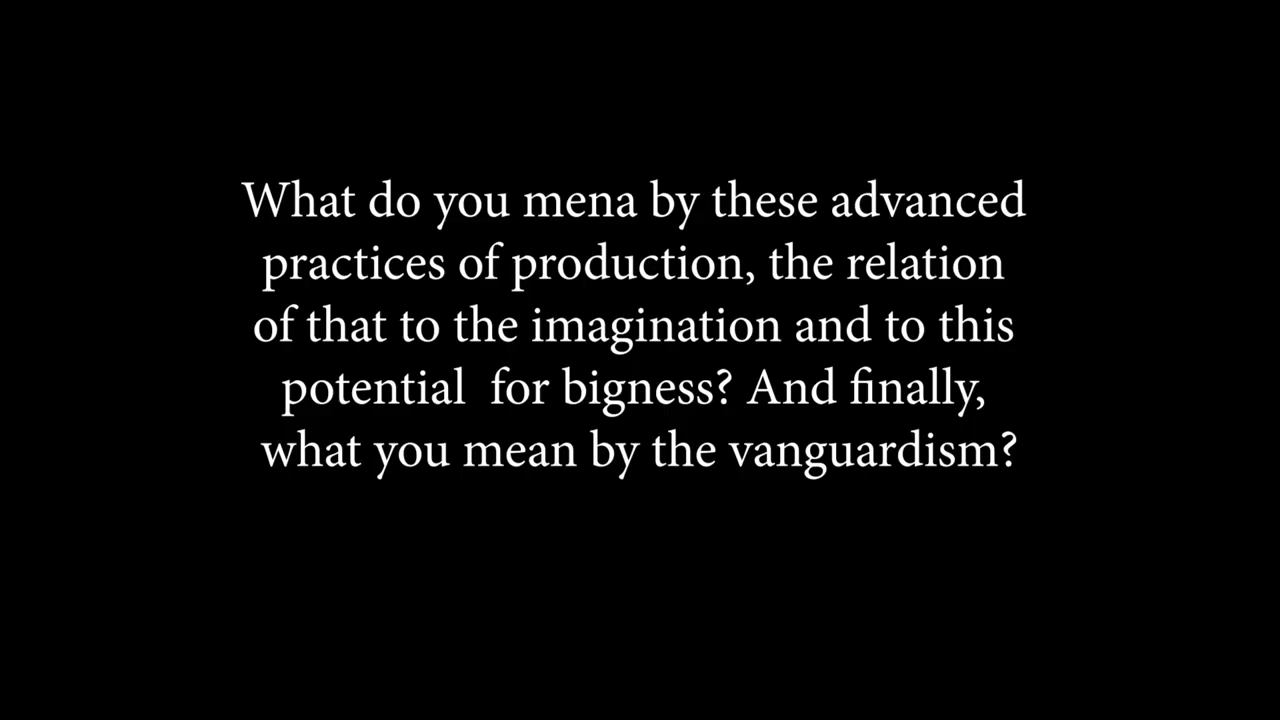 What do you mena by these advanced
practices of production, the relation
of that to the imagination and to this
potential  for bigness? And finally,
what you mean by the vanguardism?